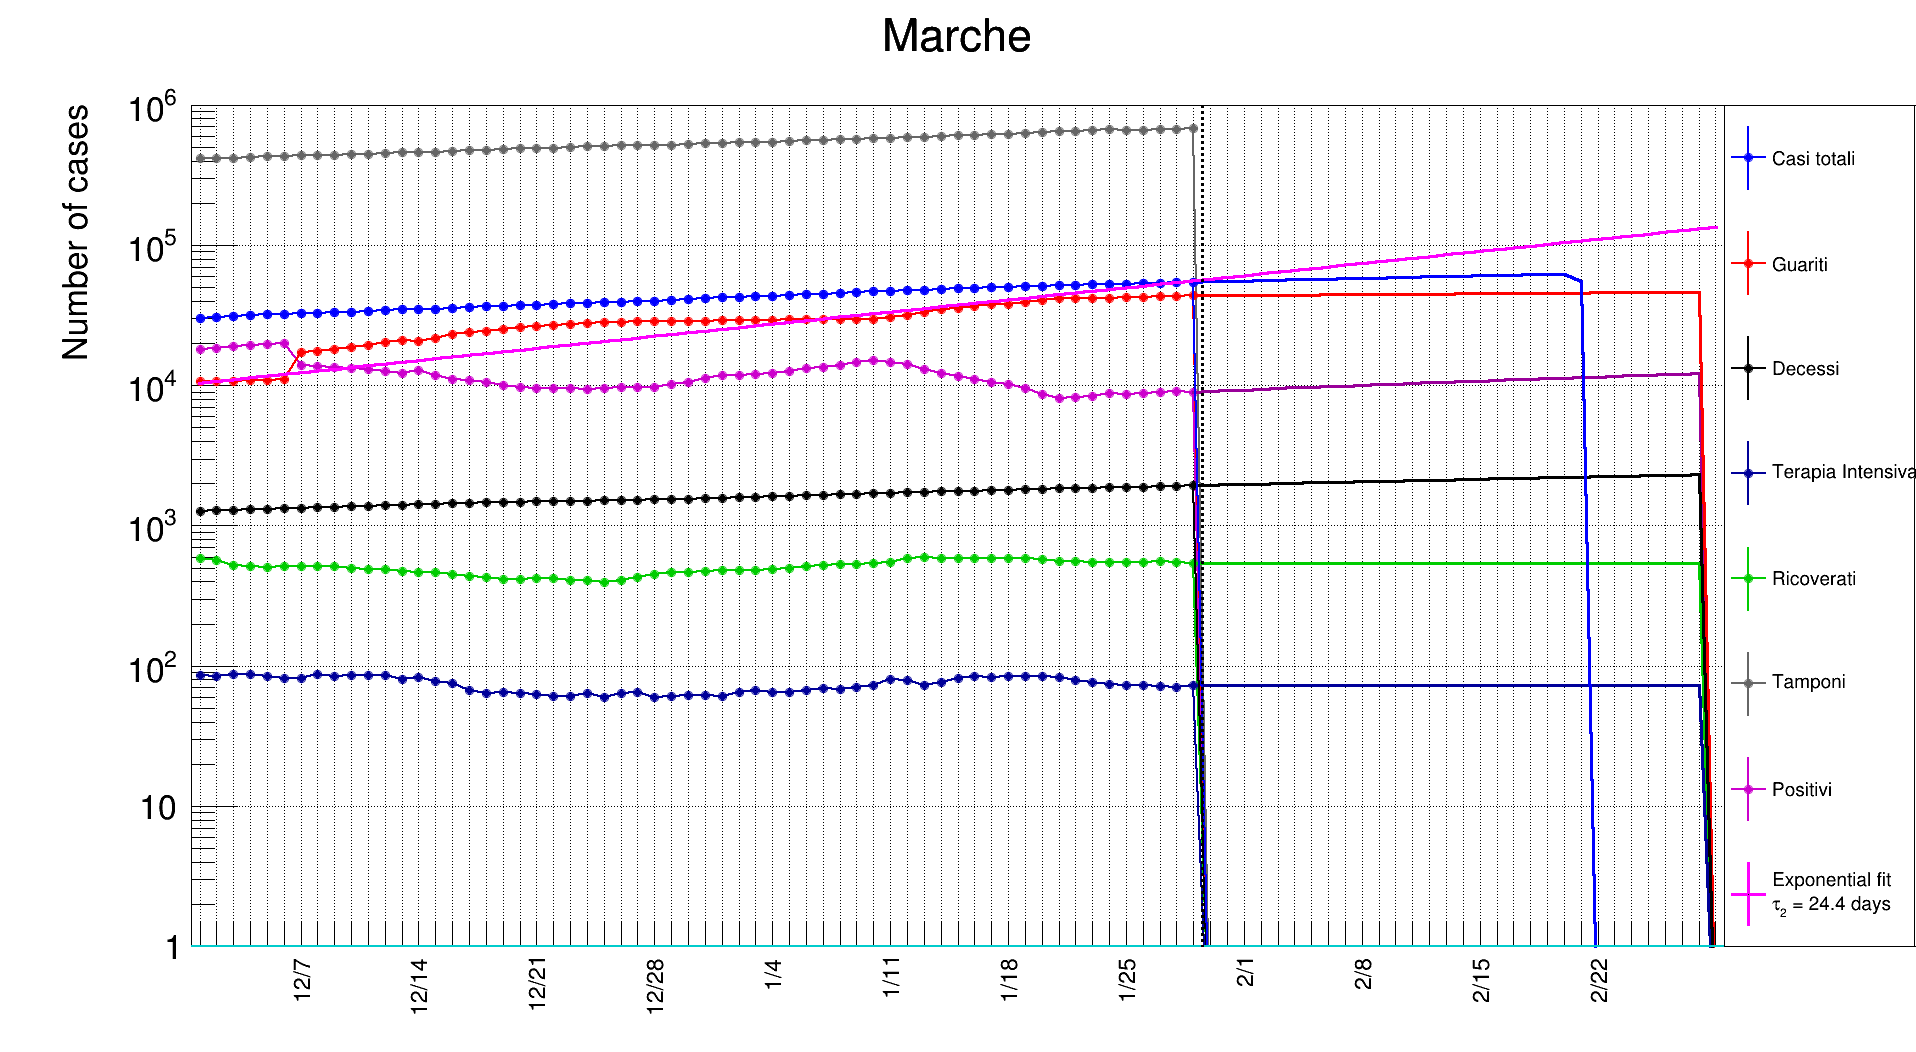 Marche
Number of cases
10^6
10^5
10^4
10^3
10^2
10
1
12/7
12/14
12/21
12/28
1/4
1/11
1/18
1/25
2/1
2/8
2/15
2/22
Casi totali
Guariti
Decessi
Terapia Intensiva
Ricoverati
Tamponi
Positivi
Exponential fit
τ₂ = 24.4 days